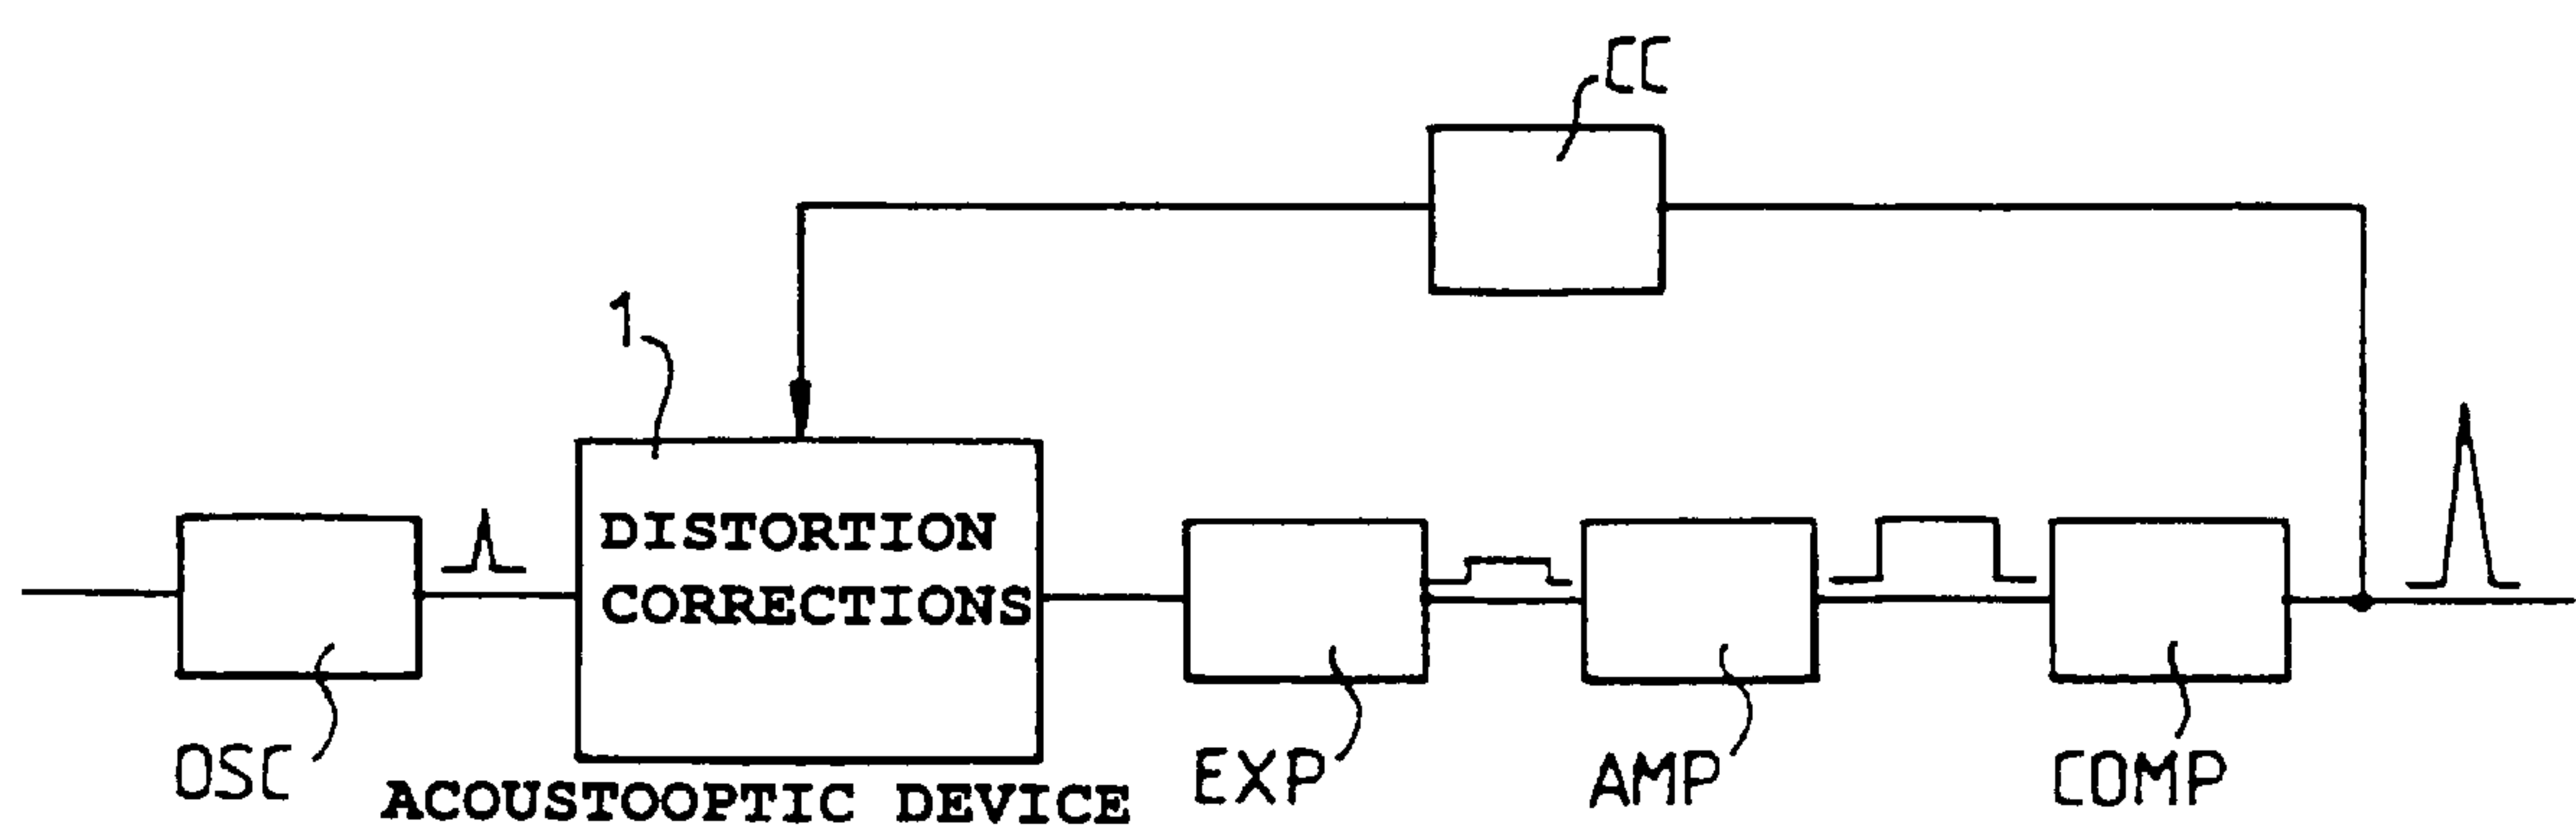 CC
1
DISTORTION
CORRECTIONS
OSC
ACOUSTOOPTIC DEVICE
EXP
AMP
COMP